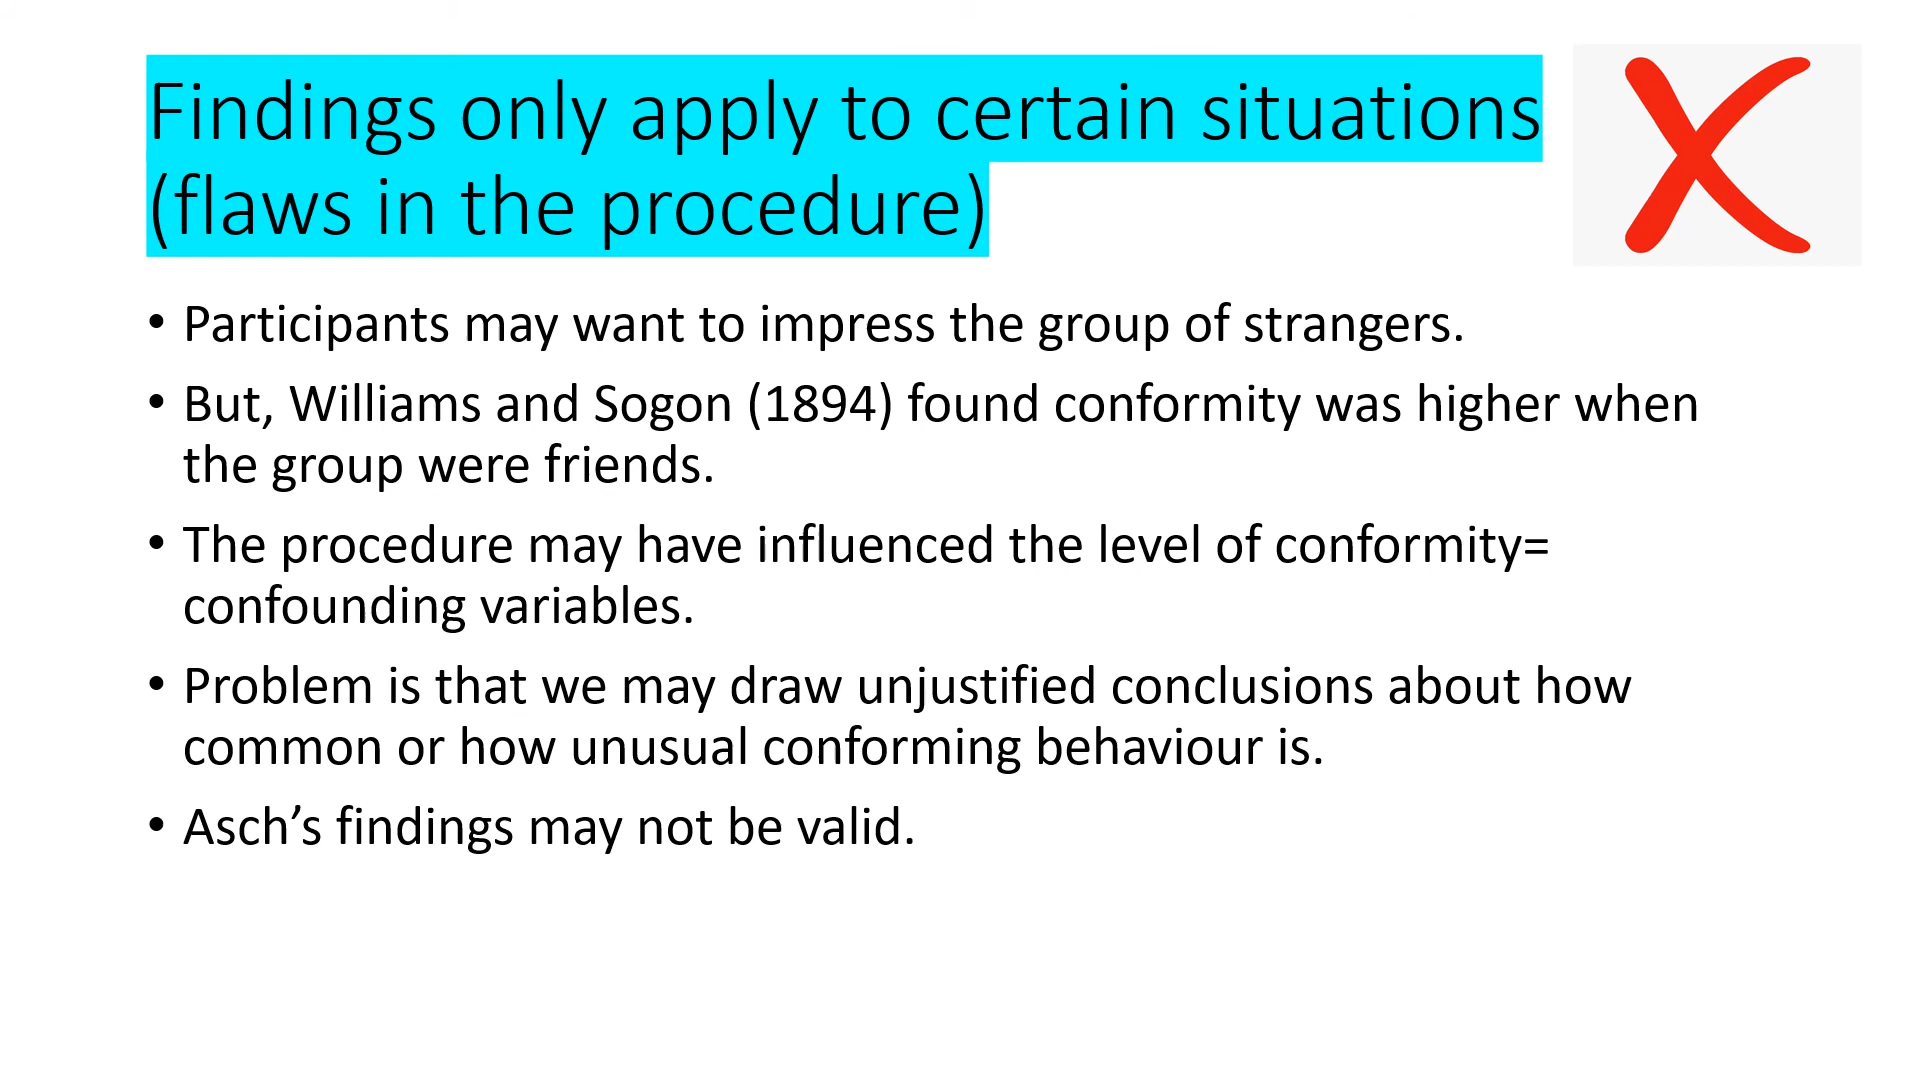 Findings only apply to certain situations
(flaws in the procedure)
• Participants may want to impress the group of strangers.
• But, Williams and Sogon (1894) found conformity was higher when
the group were friends.
• The procedure may have influenced the level of conformity=
confounding variables.
• Problem is that we may draw unjustified conclusions about how
common or how unusual conforming behaviour is.
• Asch’s findings may not be valid.